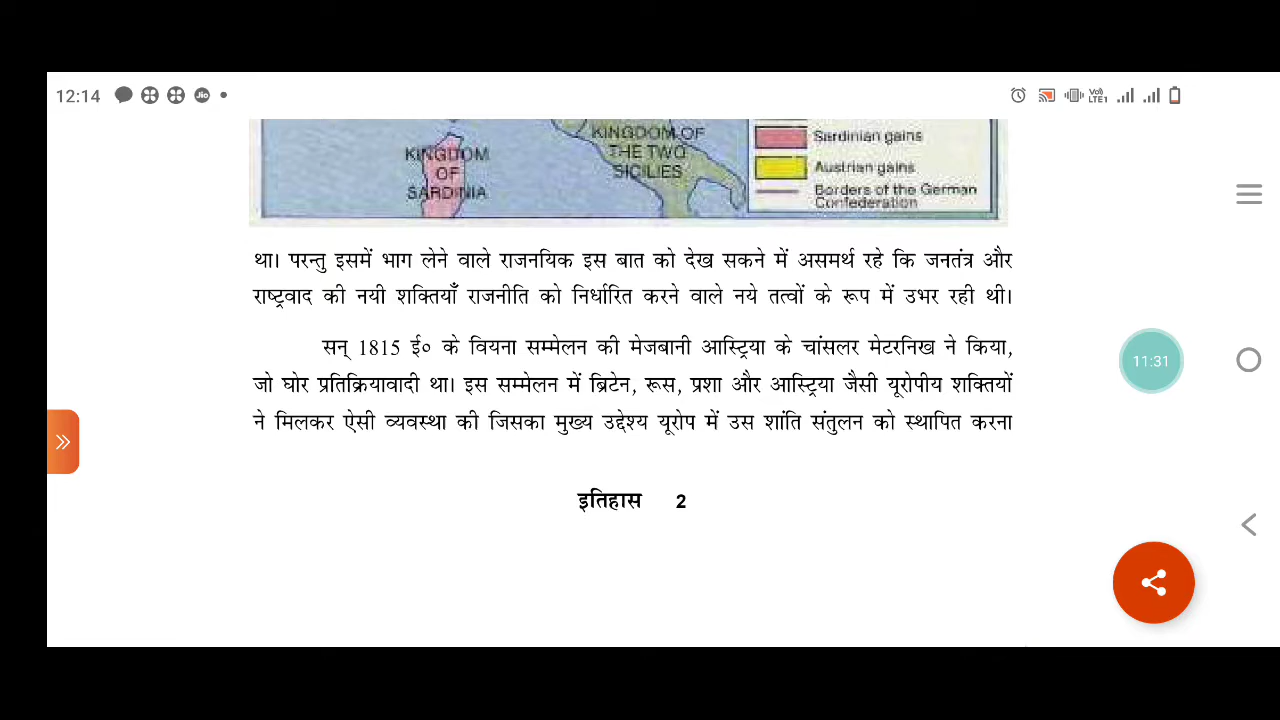 12:14
Jio
Vo) LTE1
KINGDOM OF SARDINIA
KINGDOM OF THE TWO SICILIES
Sardinian gains
Austrian gains
Borders of the German Confederation
था। परन्तु इसमें भाग लेने वाले राजनयिक इस बात को देख सकने में असमर्थ रहे कि जनतंत्र और
राष्ट्रवाद की नयी शक्तियाँ राजनीति को निर्धारित करने वाले नये तत्वों के रूप में उभर रही थी।
सन् 1815 ई० के वियना सम्मेलन की मेजबानी आस्ट्रिया के चांसलर मेटरनिख ने किया,
जो घोर प्रतिक्रियावादी था। इस सम्मेलन में ब्रिटेन, रूस, प्रशा और आस्ट्रिया जैसी यूरोपीय शक्तियों
ने मिलकर ऐसी व्यवस्था की जिसका मुख्य उद्देश्य यूरोप में उस शांति संतुलन को स्थापित करना
11:31
इतिहास 2